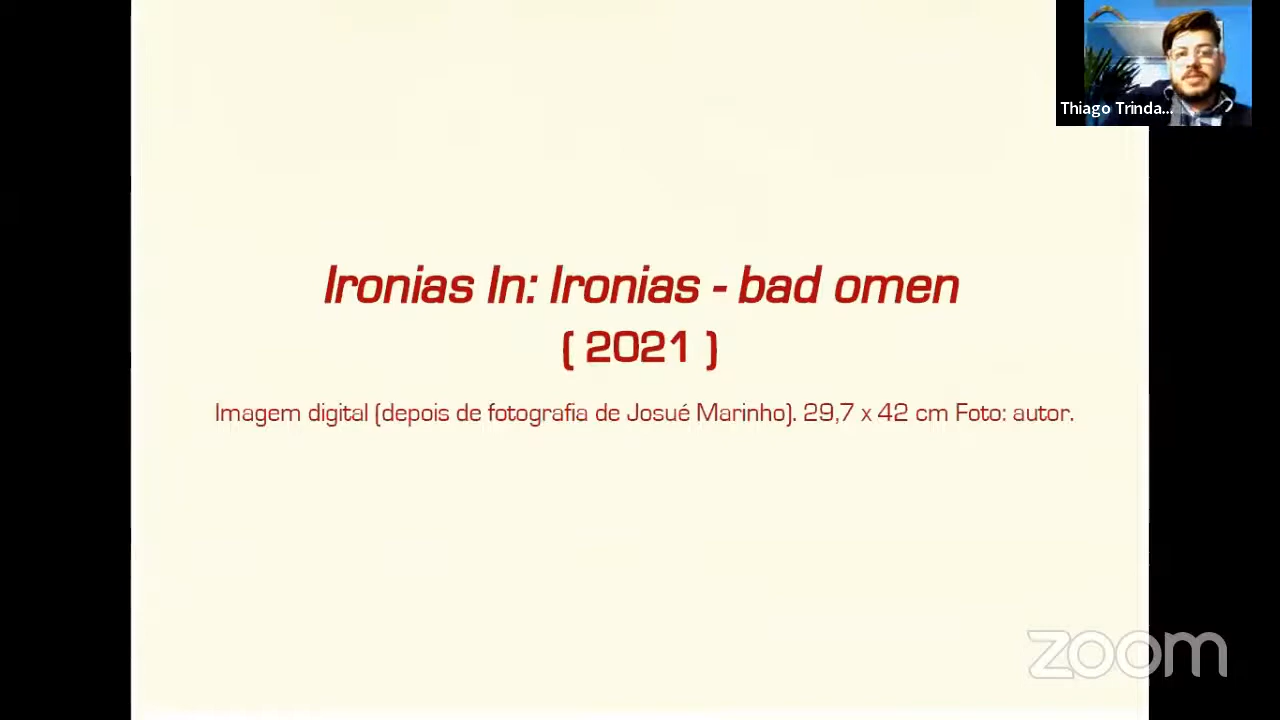 Thiago Trinda...
Ironias In: Ironias - bad omen
( 2021 )
Imagem digital (depois de fotografia de Josué Marinho). 29,7 x 42 cm Foto: autor.
zoom